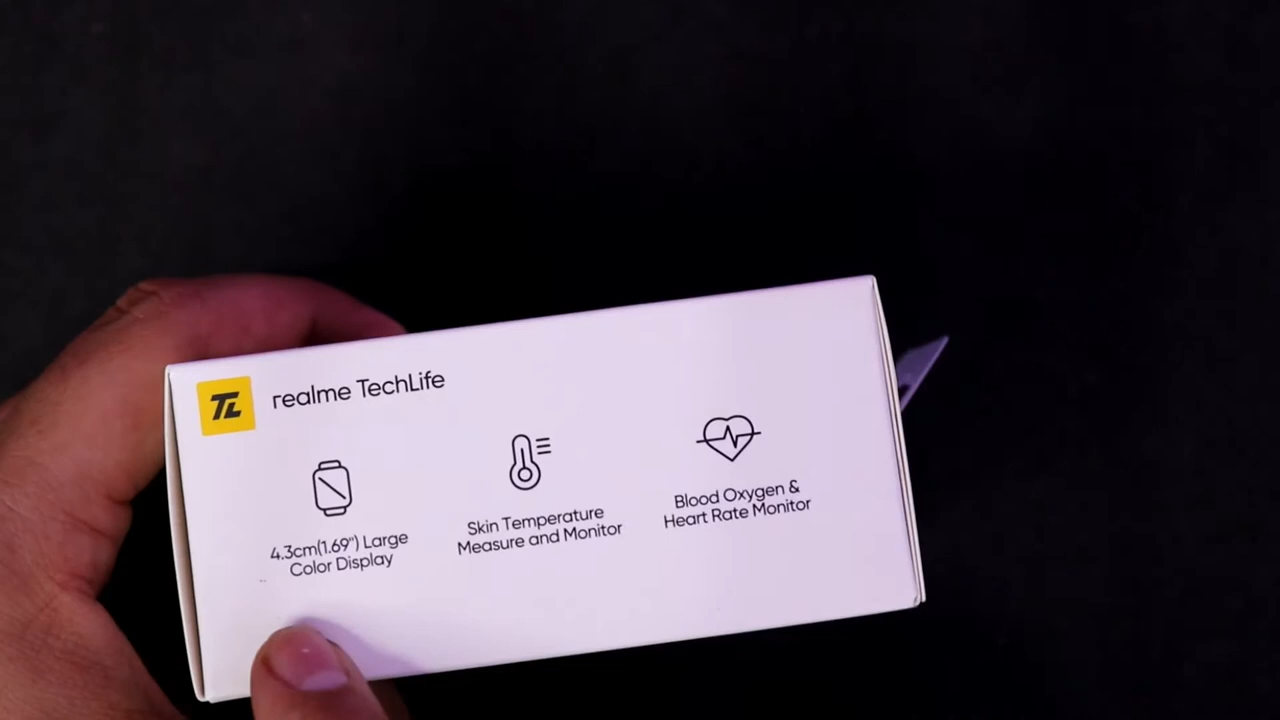 TL
realme TechLife
4.3cm(1.69") Large
Color Display
Skin Temperature
Measure and Monitor
Blood Oxygen &
Heart Rate Monitor